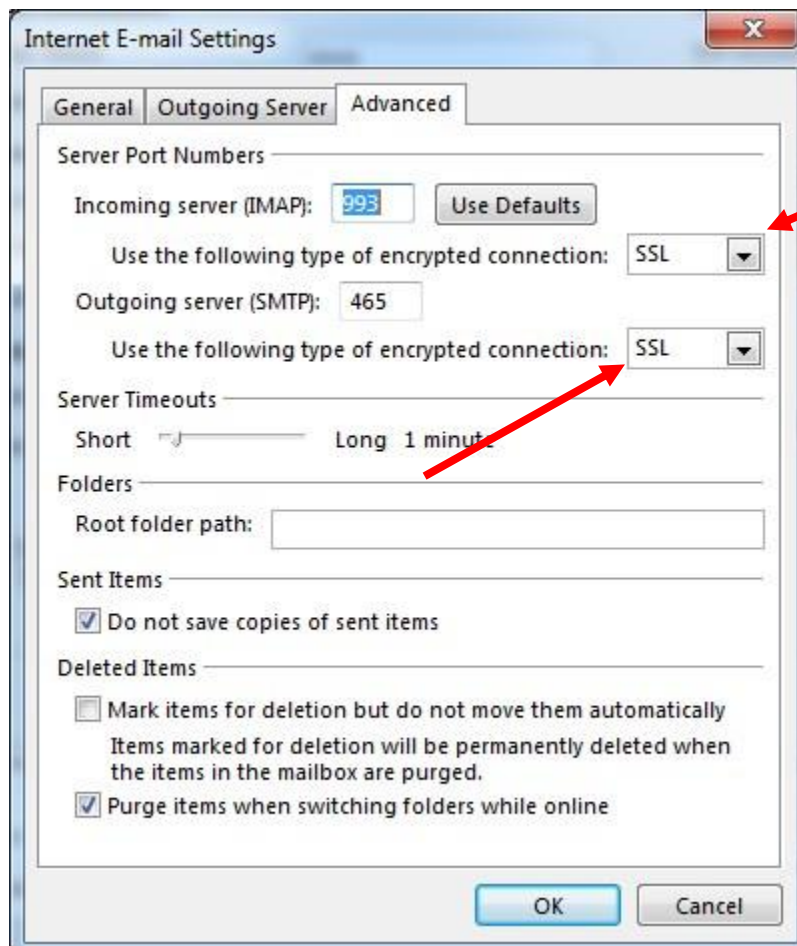 Internet E-mail Settings
General Outgoing Server Advanced
Server Port Numbers
Incoming server (IMAP): 993 Use Defaults
Use the following type of encrypted connection: SSL
Outgoing server (SMTP): 465
Use the following type of encrypted connection: SSL
Server Timeouts
Short Long 1 minute
Folders
Root folder path:
Sent Items
Do not save copies of sent items
Deleted Items
Mark items for deletion but do not move them automatically
Items marked for deletion will be permanently deleted when
the items in the mailbox are purged.
Purge items when switching folders while online
OK Cancel